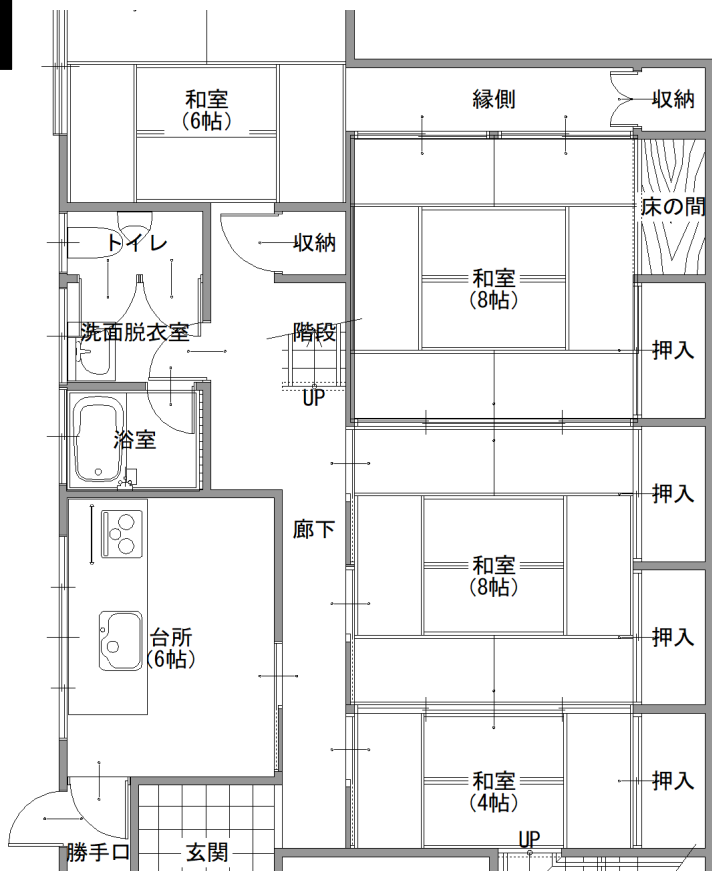 和室
(6帖)
縁側
収納
床の間
トイレ
収納
和室
(8帖)
洗面脱衣室
階段
押入
UP
浴室
押入
廊下
和室
(8帖)
台所
(6帖)
押入
和室
(4帖)
押入
UP
勝手口
玄関